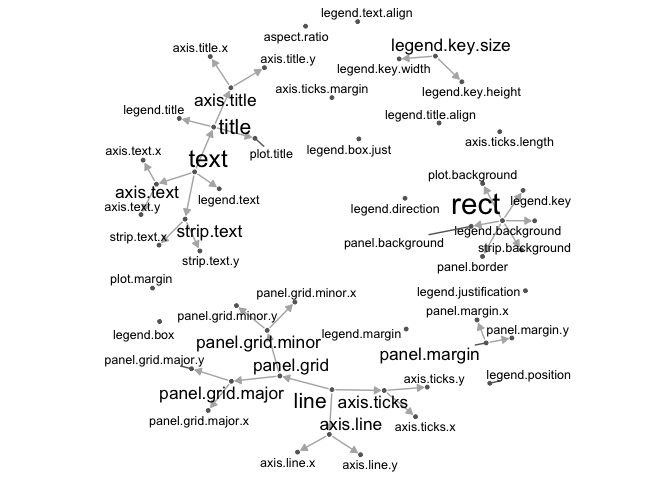 legend.text.align
aspect.ratio
axis.title.x
legend.key.size
axis.title.y
legend.key.width
axis.ticks.margin
legend.key.height
axis.title
legend.title
legend.title.align
title
axis.ticks.length
axis.text.x
plot.title
legend.box.just
text
plot.background
axis.text
legend.text
legend.key
rect
axis.text.y
legend.direction
strip.text
legend.background
strip.text.x
panel.background
strip.background
strip.text.y
panel.border
plot.margin
panel.grid.minor.x
legend.justification
panel.grid.minor.y
panel.margin.x
legend.box
legend.margin
panel.margin.y
panel.grid.minor
panel.margin
panel.grid.major.y
panel.grid
legend.position
axis.ticks.y
panel.grid.major
line
axis.ticks
panel.grid.major.x
axis.line
axis.ticks.x
axis.line.x
axis.line.y